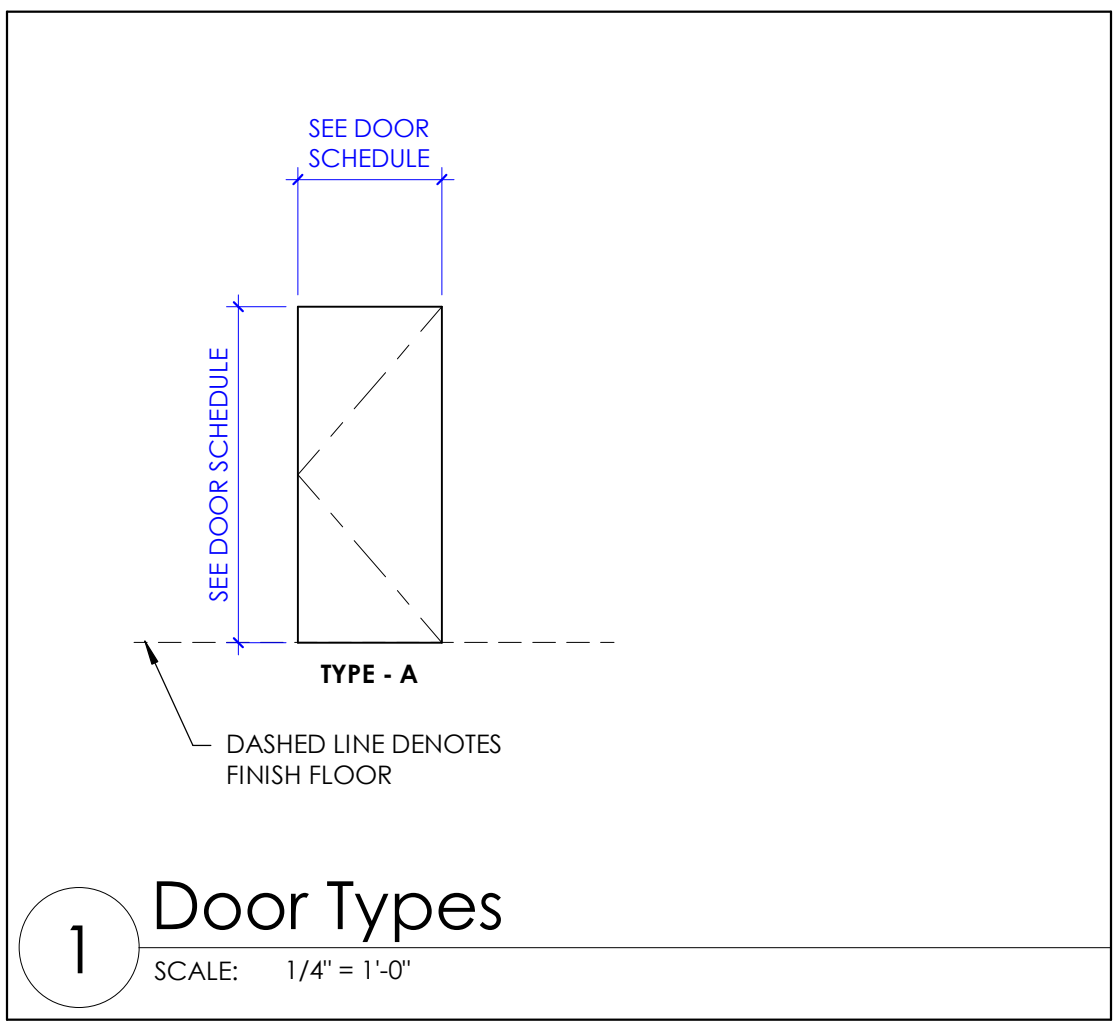 SEE DOOR
SCHEDULE
SEE DOOR SCHEDULE
TYPE - A
DASHED LINE DENOTES
FINISH FLOOR
1
Door Types
SCALE: 1/4" = 1'-0"